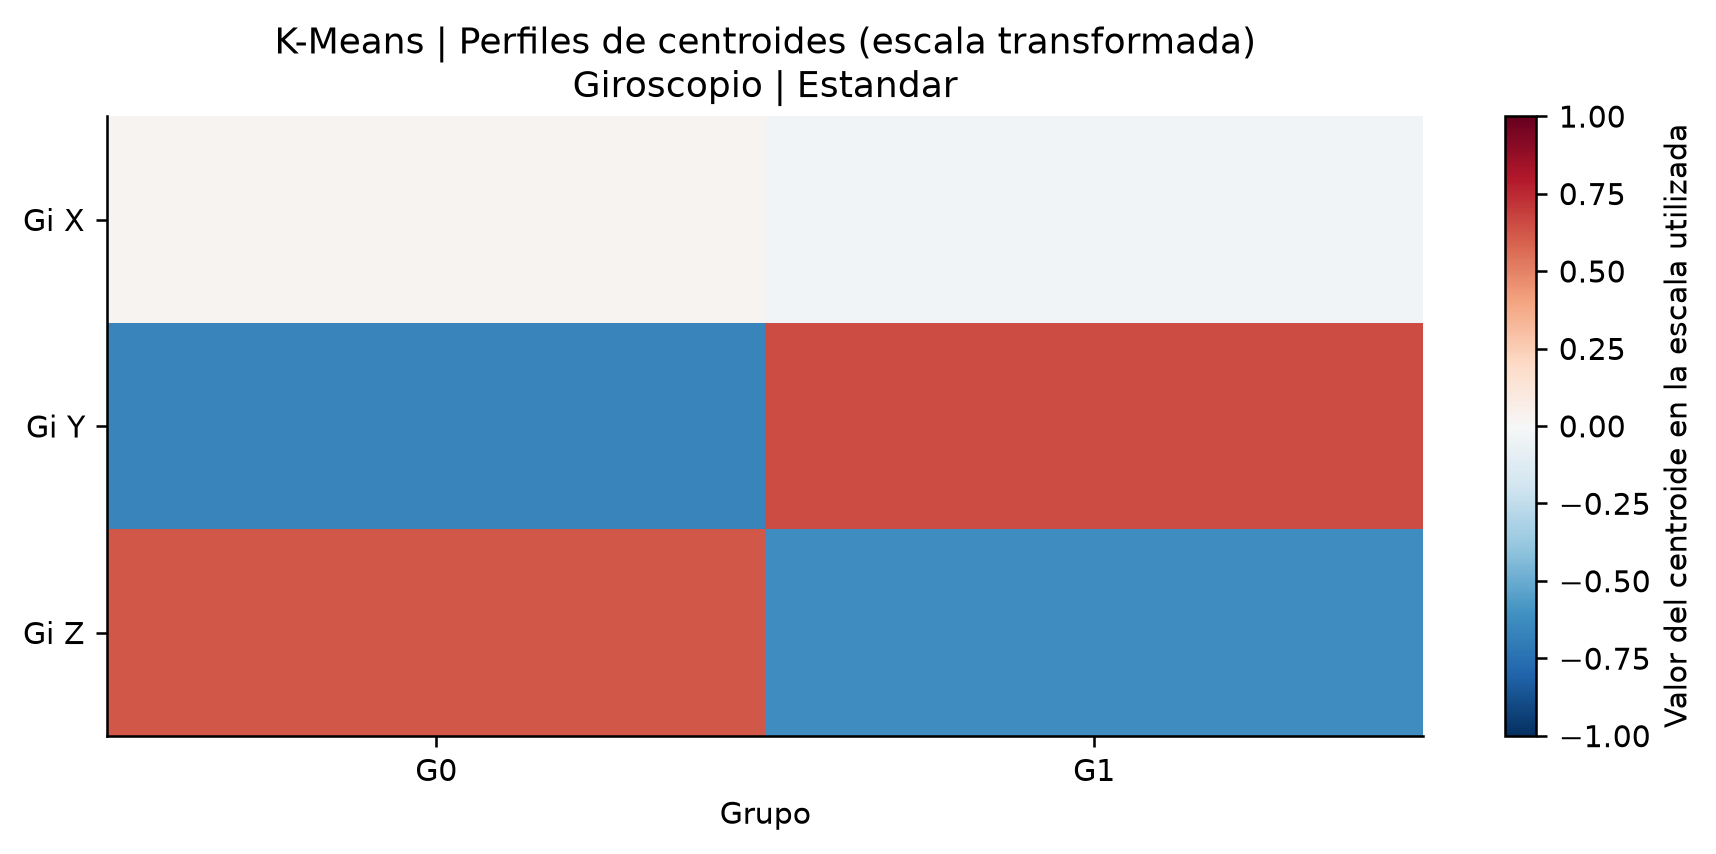 K-Means | Perfiles de centroides (escala transformada)
Giroscopio | Estandar
Gi X
Gi Y
Gi Z
G0
G1
Grupo
1.00
0.75
0.50
0.25
0.00
−0.25
−0.50
−0.75
−1.00
Valor del centroide en la escala utilizada